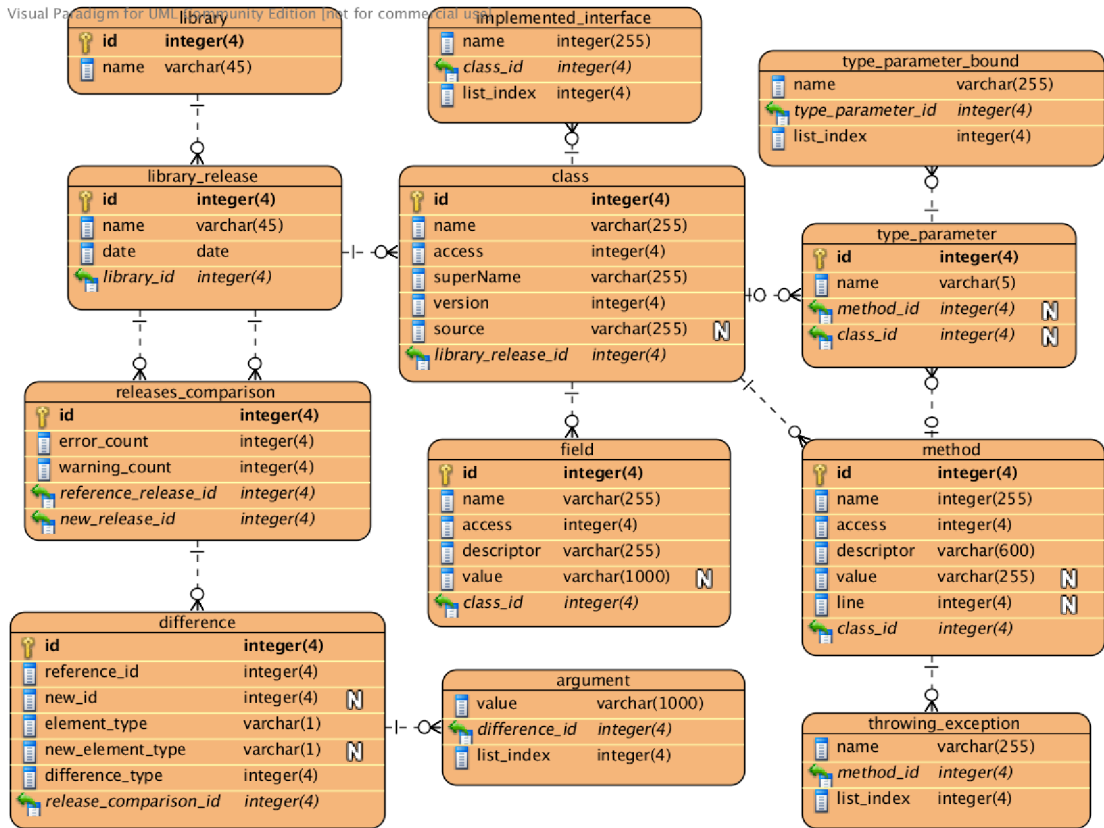 Visual Paradigm for UML Community Edition [not for commercial use]
library
id integer(4)
name varchar(45)
implemented_interface
name integer(255)
class_id integer(4)
list_index integer(4)
type_parameter_bound
name varchar(255)
type_parameter_id integer(4)
list_index integer(4)
library_release
id integer(4)
name varchar(45)
date date
library_id integer(4)
class
id integer(4)
name varchar(255)
access integer(4)
superName varchar(255)
version integer(4)
source varchar(255) N
library_release_id integer(4)
type_parameter
id integer(4)
name varchar(5)
method_id integer(4) N
class_id integer(4) N
releases_comparison
id integer(4)
error_count integer(4)
warning_count integer(4)
reference_release_id integer(4)
new_release_id integer(4)
field
id integer(4)
name varchar(255)
access integer(4)
descriptor varchar(255)
value varchar(1000) N
class_id integer(4)
method
id integer(4)
name integer(255)
access integer(4)
descriptor varchar(600)
value varchar(255) N
line integer(4) N
class_id integer(4)
difference
id integer(4)
reference_id integer(4)
new_id integer(4) N
element_type varchar(1)
new_element_type varchar(1) N
difference_type integer(4)
release_comparison_id integer(4)
argument
value varchar(1000)
difference_id integer(4)
list_index integer(4)
throwing_exception
name varchar(255)
method_id integer(4)
list_index integer(4)